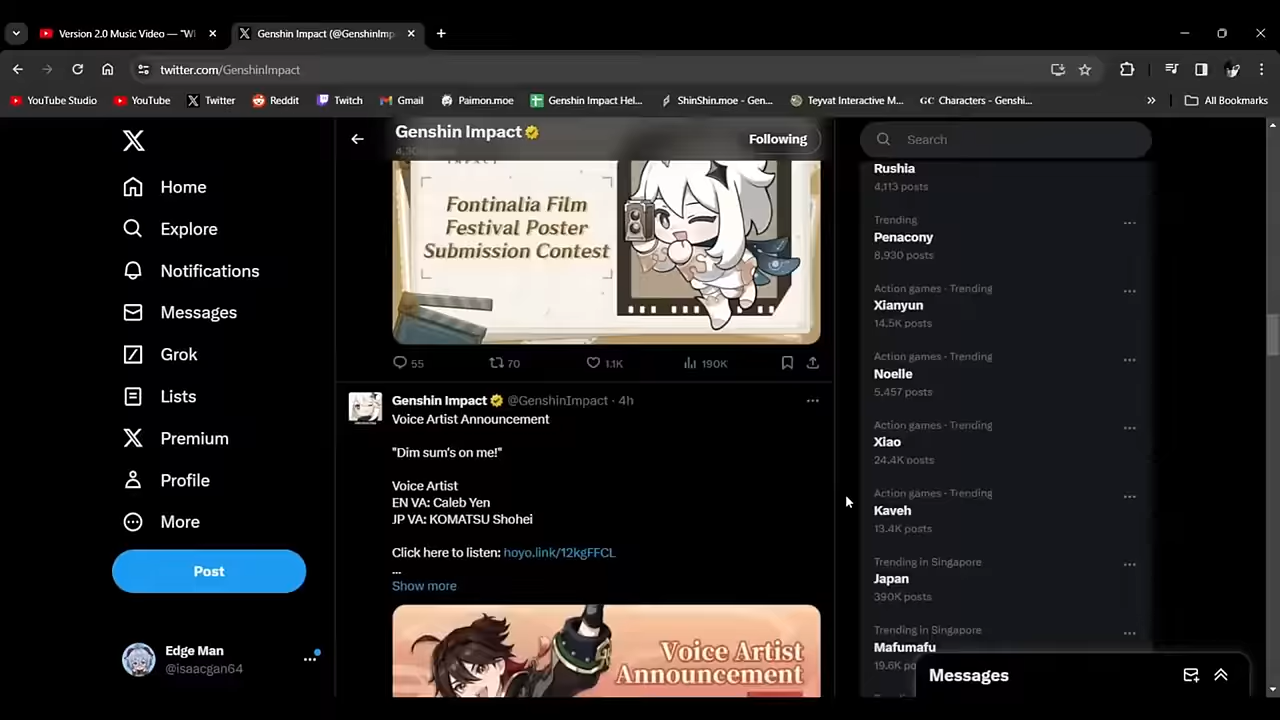 Version 2.0 Music Video — "W
Genshin Impact (@GenshinImp
twitter.com/GenshinImpact
YouTube Studio
YouTube
Twitter
Reddit
Twitch
Gmail
Paimon.moe
Genshin Impact Hel...
ShinShin.moe - Gen...
Teyvat Interactive M...
GC Characters - Genshi...
All Bookmarks
Home
Explore
Notifications
Messages
Grok
Lists
Premium
Profile
More
Post
Edge Man
@isaacgan64
Genshin Impact
Following
Fontinalia Film
Festival Poster
Submission Contest
55 70 1.1K 190K
Genshin Impact @GenshinImpact · 4h
Voice Artist Announcement
"Dim sum's on me!"
Voice Artist
EN VA: Caleb Yen
JP VA: KOMATSU Shohei
Click here to listen: hoyo.link/12kgFFCL
...
Show more
Voice Artist
Announcement
Search
Rushia
4,113 posts
Trending
Penacony
8,930 posts
Action games · Trending
Xianyun
14.5K posts
Action games · Trending
Noelle
5,457 posts
Action games · Trending
Xiao
24.4K posts
Action games · Trending
Kaveh
13.4K posts
Trending in Singapore
Japan
390K posts
Trending in Singapore
Mafumafu
19.6K po
Messages